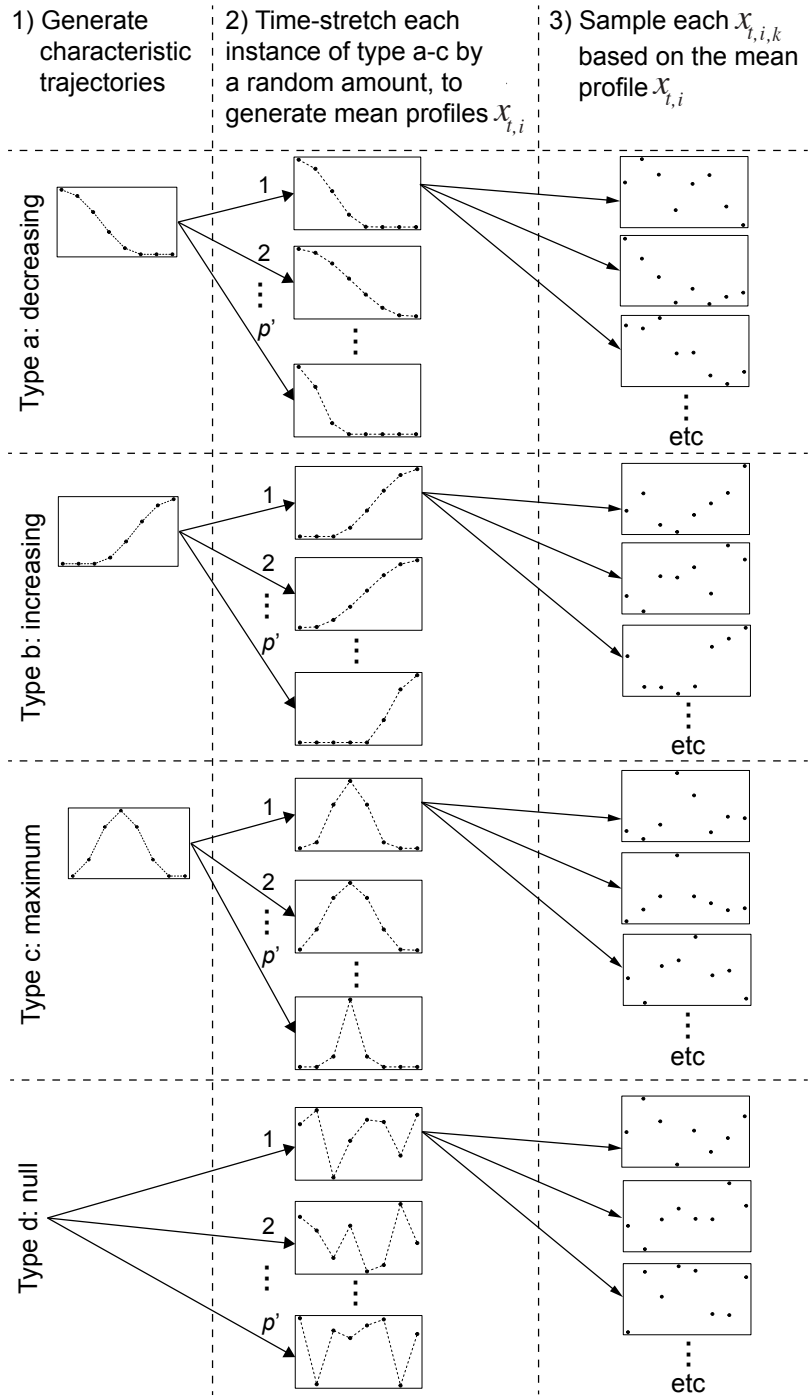 1) Generate
characteristic
trajectories
2) Time-stretch each
instance of type a-c by
a random amount, to
generate mean profiles x_{t,i}
3) Sample each x_{t,i,k}
based on the mean
profile x_{t,i}
Type a: decreasing
1
2
p'
etc
Type b: increasing
1
2
p'
etc
Type c: maximum
1
2
p'
etc
Type d: null
1
2
p'
etc